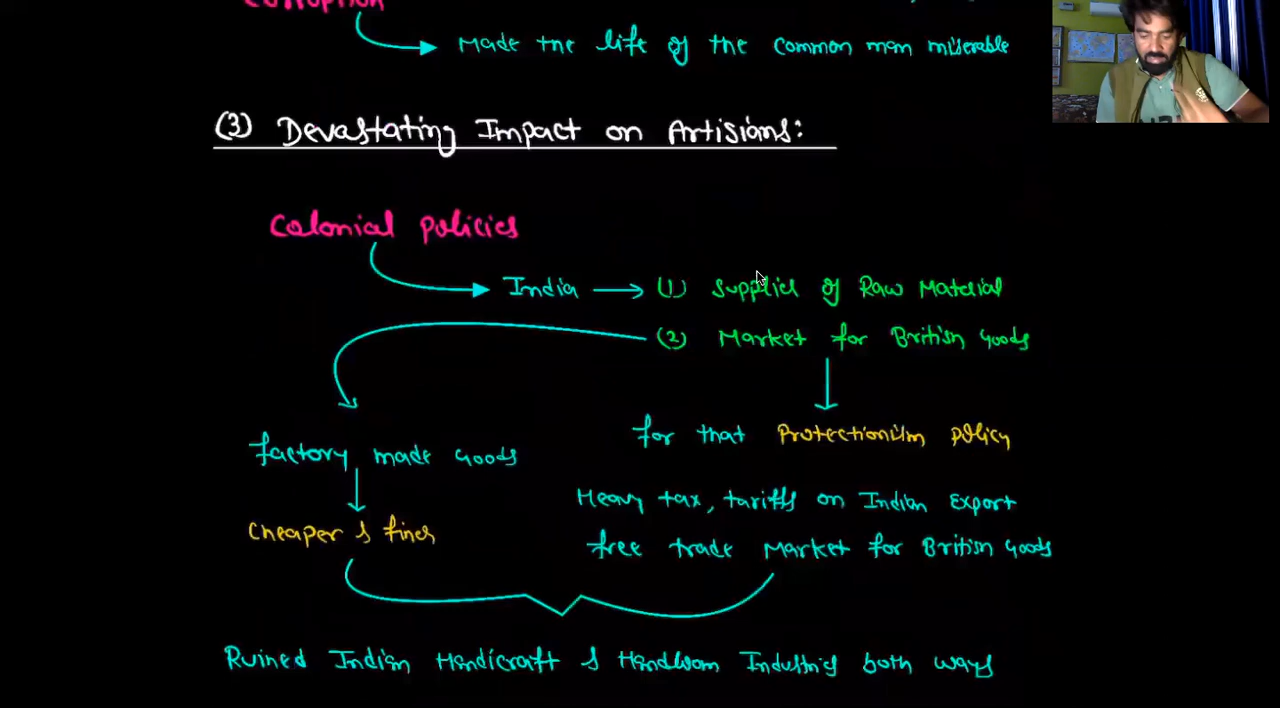 Corruption
Made the life of the common man miserable
(3) Devastating Impact on Artisians:
Colonial policies
India → (1) Supplier of Raw Material
(2) Market for British Goods
for that Protectionism policy
factory made Goods
Heavy tax, tariffs on Indian Export
Cheaper & finer
free trade Market for British Goods
Ruined Indian Handicraft & Handloom Industries both ways